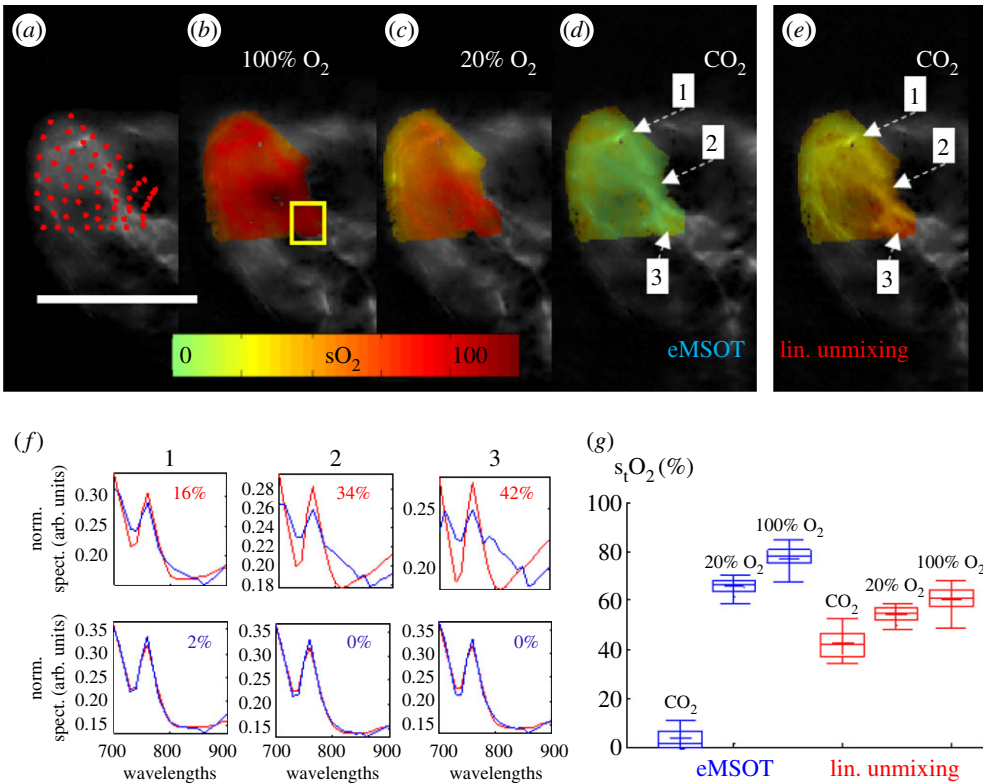 (a) (b) (c) (d) (e)
100% O₂ 20% O₂ CO₂ CO₂
1 1
2 2
3 3
0 sO₂ 100
eMSOT lin. unmixing
(f)
1 2 3
norm. spect. (arb. units)
0.30
0.25
0.20
16%
0.28
0.26
0.24
0.22
0.20
0.18
34%
0.25
0.20
42%
norm. spect. (arb. units)
0.35
0.30
0.25
0.20
0.15
2%
0.35
0.30
0.25
0.20
0.15
0%
0.35
0.30
0.25
0.20
0.15
0%
700 800 900 700 800 900 700 800 900
wavelengths wavelengths wavelengths
(g)
sₜO₂ (%)
100
80
60
40
20
0
CO₂ 20% O₂ 100% O₂
CO₂ 20% O₂ 100% O₂
eMSOT lin. unmixing